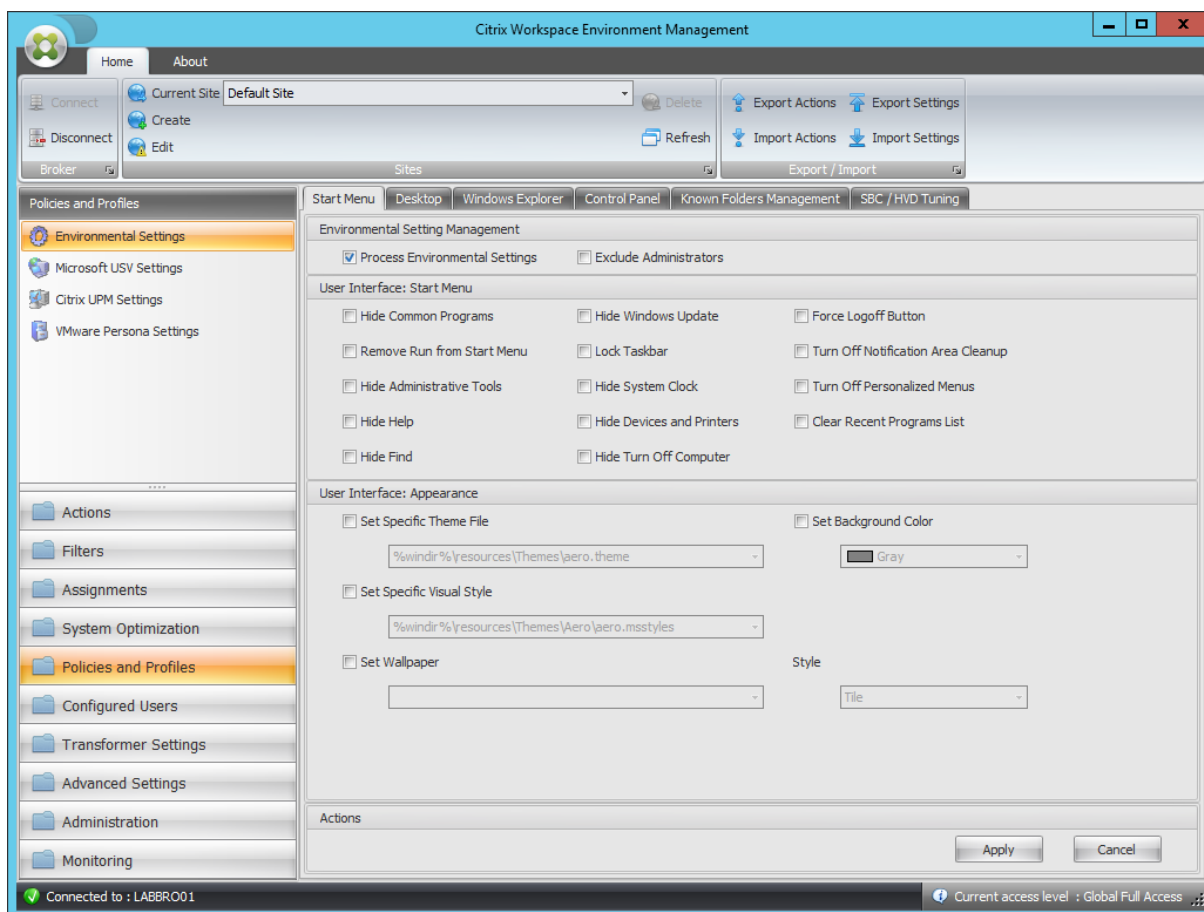 Citrix Workspace Environment Management
x
Home About
Connect
Disconnect
Broker
Current Site Default Site
Create
Edit
Delete
Refresh
Sites
Export Actions Export Settings
Import Actions Import Settings
Export / Import
Policies and Profiles
Environmental Settings
Microsoft USV Settings
Citrix UPM Settings
VMware Persona Settings
Actions
Filters
Assignments
System Optimization
Policies and Profiles
Configured Users
Transformer Settings
Advanced Settings
Administration
Monitoring
Start Menu Desktop Windows Explorer Control Panel Known Folders Management SBC / HVD Tuning
Environmental Setting Management
Process Environmental Settings Exclude Administrators
User Interface: Start Menu
Hide Common Programs Hide Windows Update Force Logoff Button
Remove Run from Start Menu Lock Taskbar Turn Off Notification Area Cleanup
Hide Administrative Tools Hide System Clock Turn Off Personalized Menus
Hide Help Hide Devices and Printers Clear Recent Programs List
Hide Find Hide Turn Off Computer
User Interface: Appearance
Set Specific Theme File Set Background Color
%windir%\resources\Themes\aero.theme Gray
Set Specific Visual Style
%windir%\resources\Themes\Aero\aero.msstyles
Set Wallpaper Style
Tile
Actions
Apply Cancel
Connected to : LABBRO01 Current access level : Global Full Access